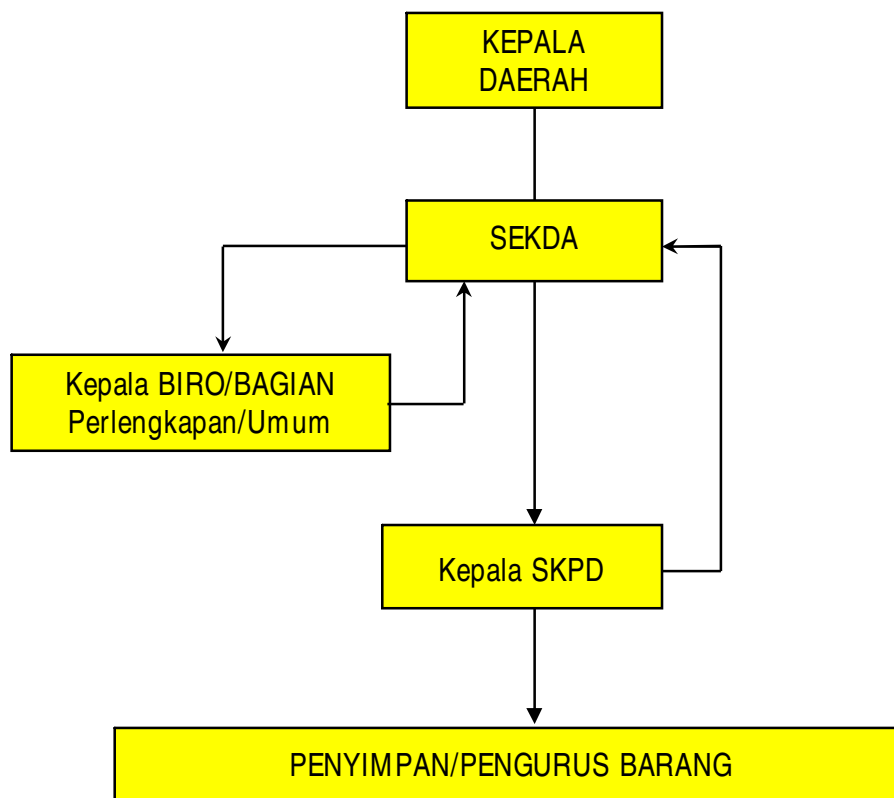 KEPALA
DAERAH
SEKDA
Kepala BIRO/BAGIAN
Perlengkapan/Umum
Kepala SKPD
PENYIMPAN/PENGURUS BARANG